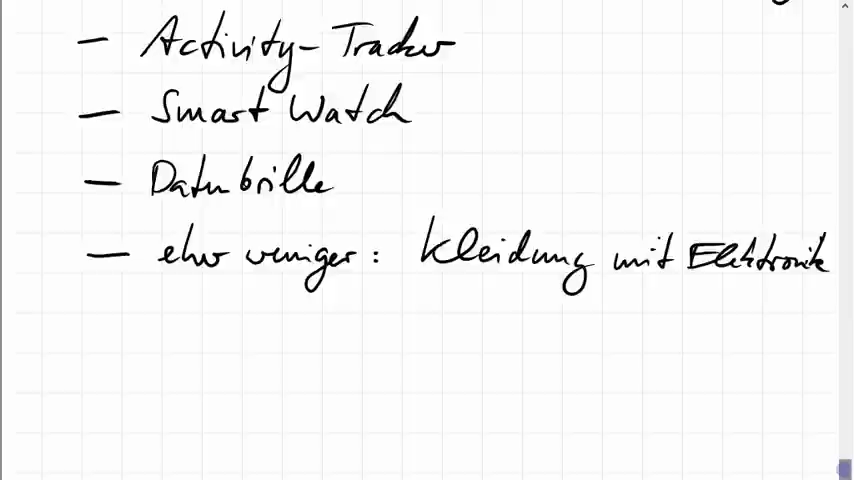 – Activity-Tracker
– Smart Watch
– Datenbrille
– eher weniger: Kleidung mit Elektronik